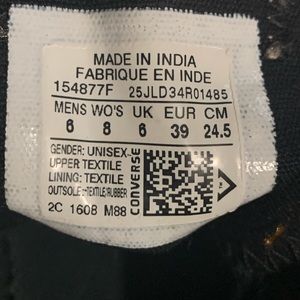 MADE IN INDIA
FABRIQUE EN INDE
154877F 25JLD34R01485
MENS WO'S UK EUR CM
6 8 6 39 24.5
GENDER: UNISEX-
UPPER:TEXTILE
LINING: TEXTILE
OUTSOLE:-TEXTILE/RUBBER
2C 1608 M88
CONVERSE